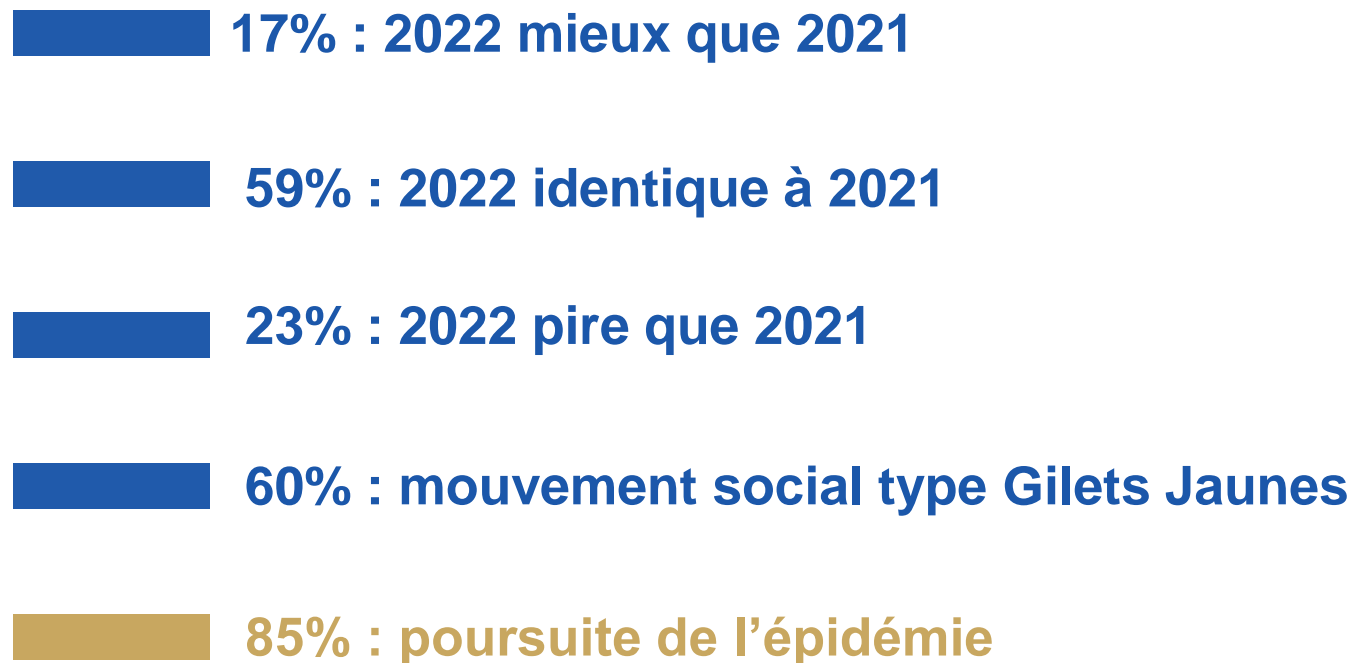 17% : 2022 mieux que 2021
59% : 2022 identique à 2021
23% : 2022 pire que 2021
60% : mouvement social type Gilets Jaunes
85% : poursuite de l’épidémie